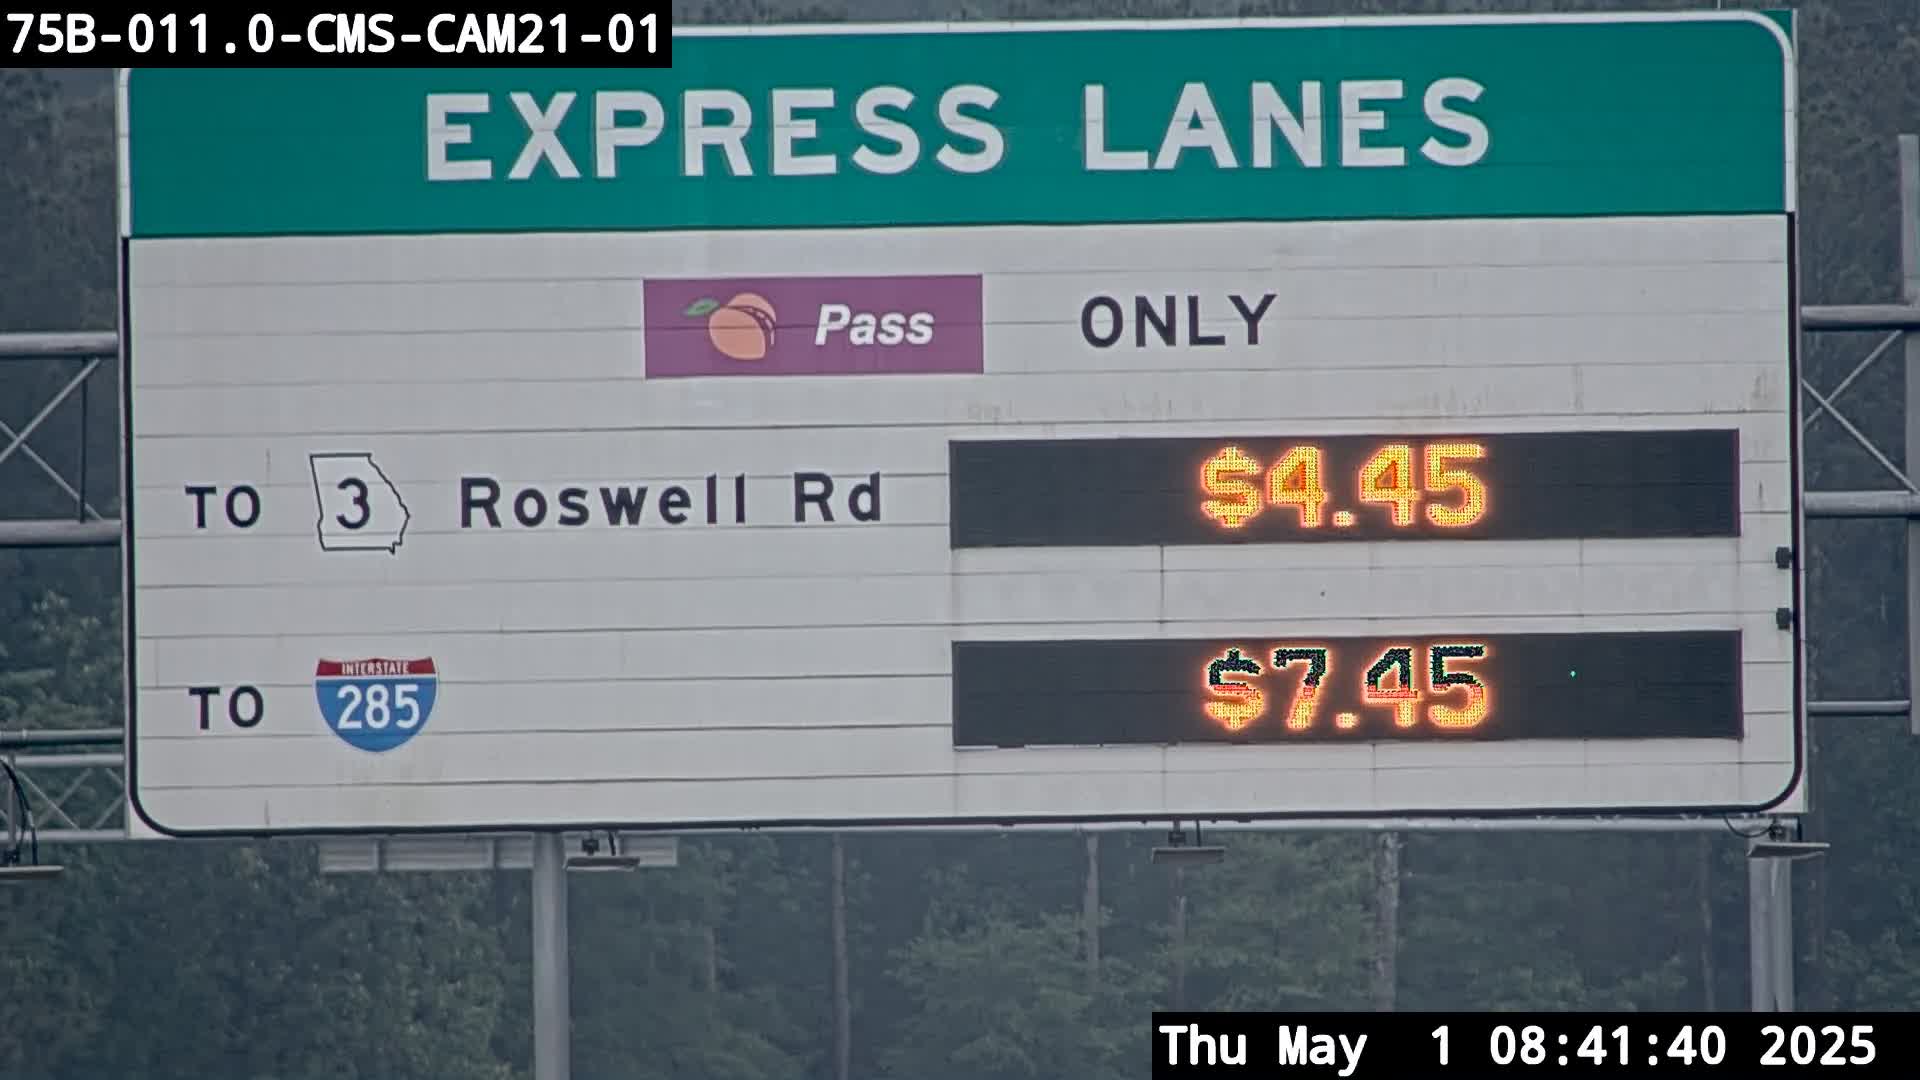 75B-011.0-CMS-CAM21-01
EXPRESS LANES
Pass ONLY
TO 3 Roswell Rd $4.45
INTERSTATE
TO 285 $7.45
Thu May 1 08:41:40 2025